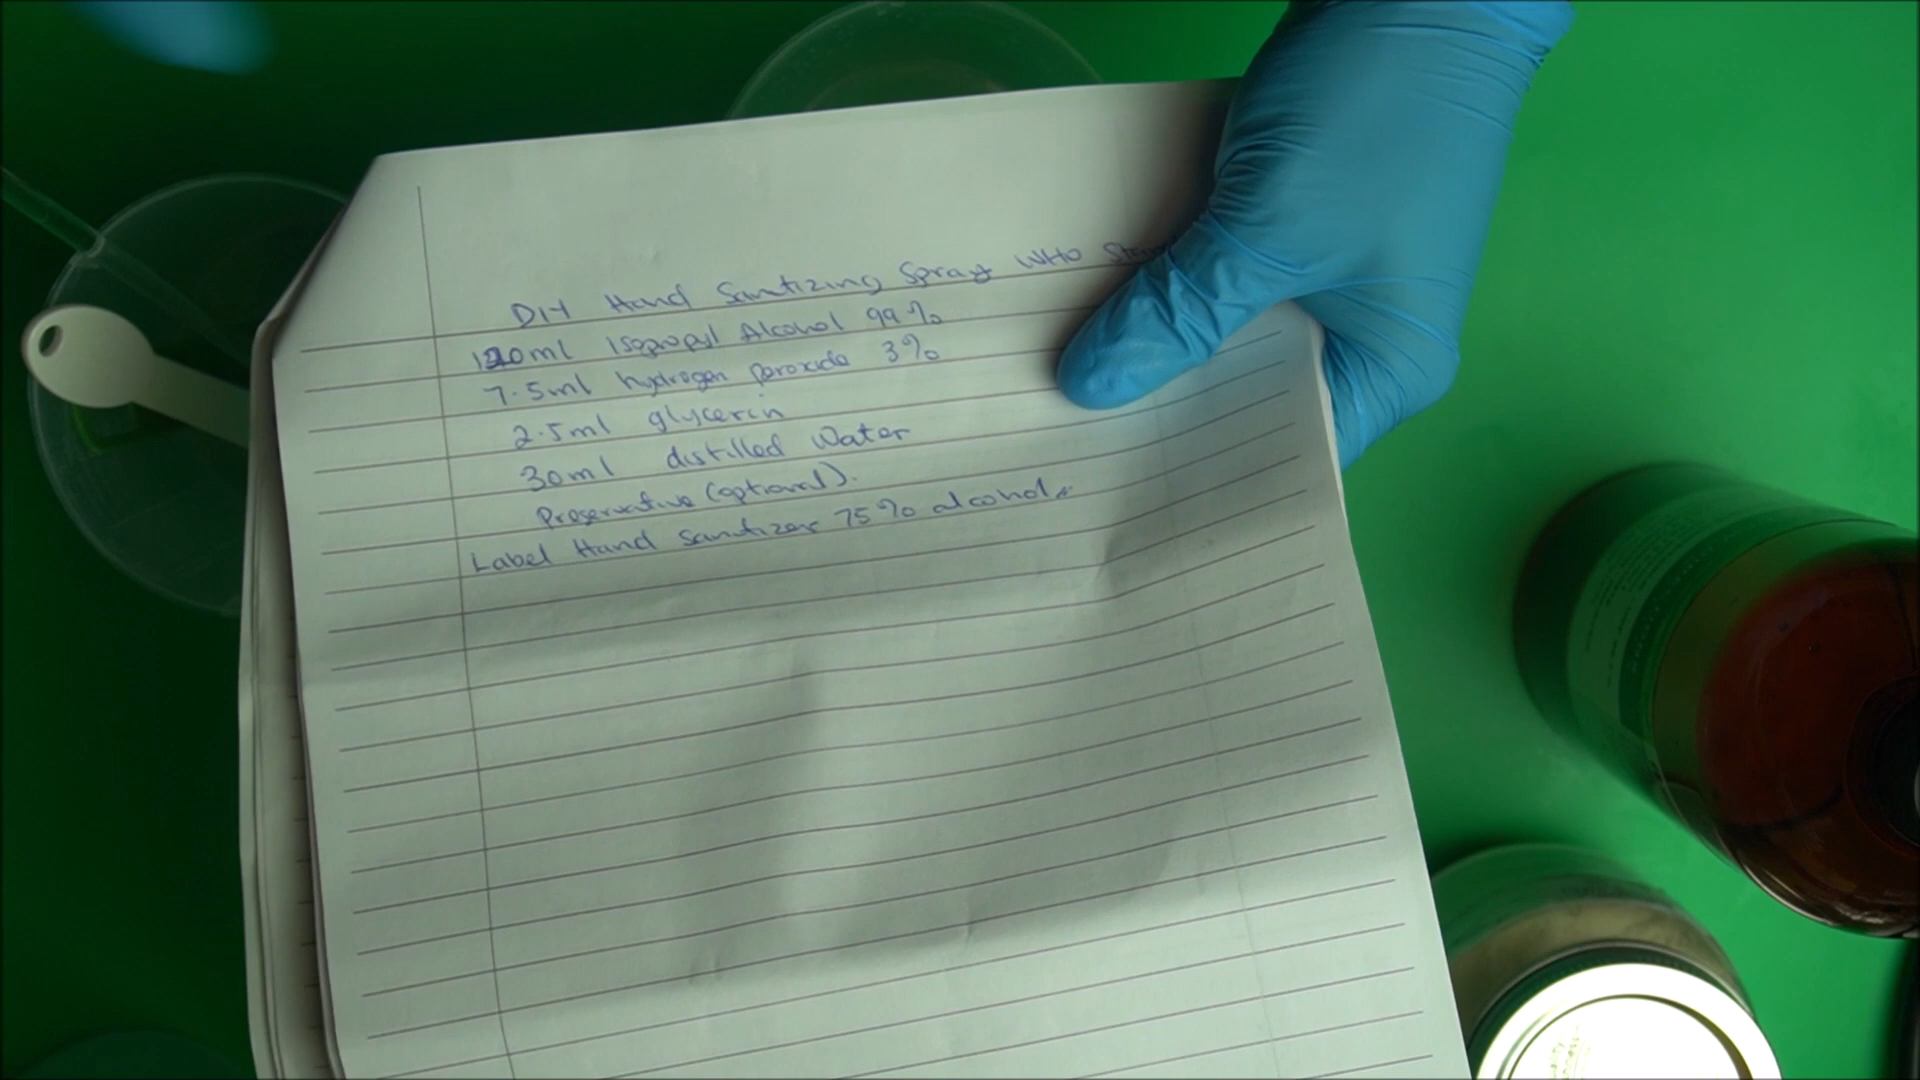 DIY Hand Sanitizing Spray WHO
120ml Isopropyl Alcohol 99%
7.5ml hydrogen peroxide 3%
2.5ml glycerin
30ml distilled Water
Preservative (optional).
Label Hand Sanitizer 75% alcohol